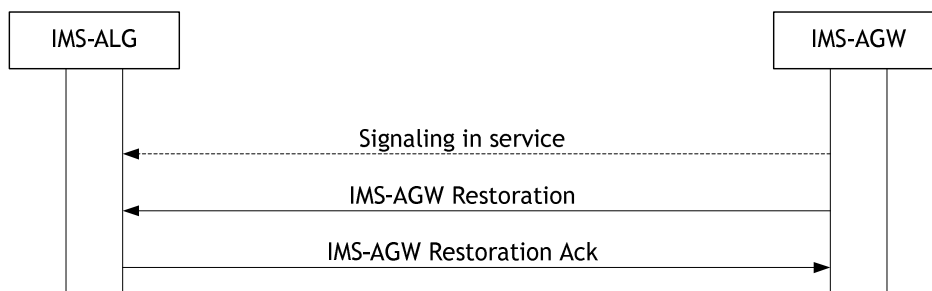 IMS-ALG
IMS-AGW
Signaling in service
IMS-AGW Restoration
IMS-AGW Restoration Ack